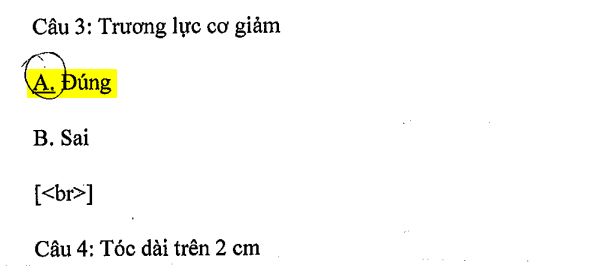 Câu 3: Trương lực cơ giảm
A. Đúng
B. Sai
[<br>]
Câu 4: Tóc dài trên 2 cm